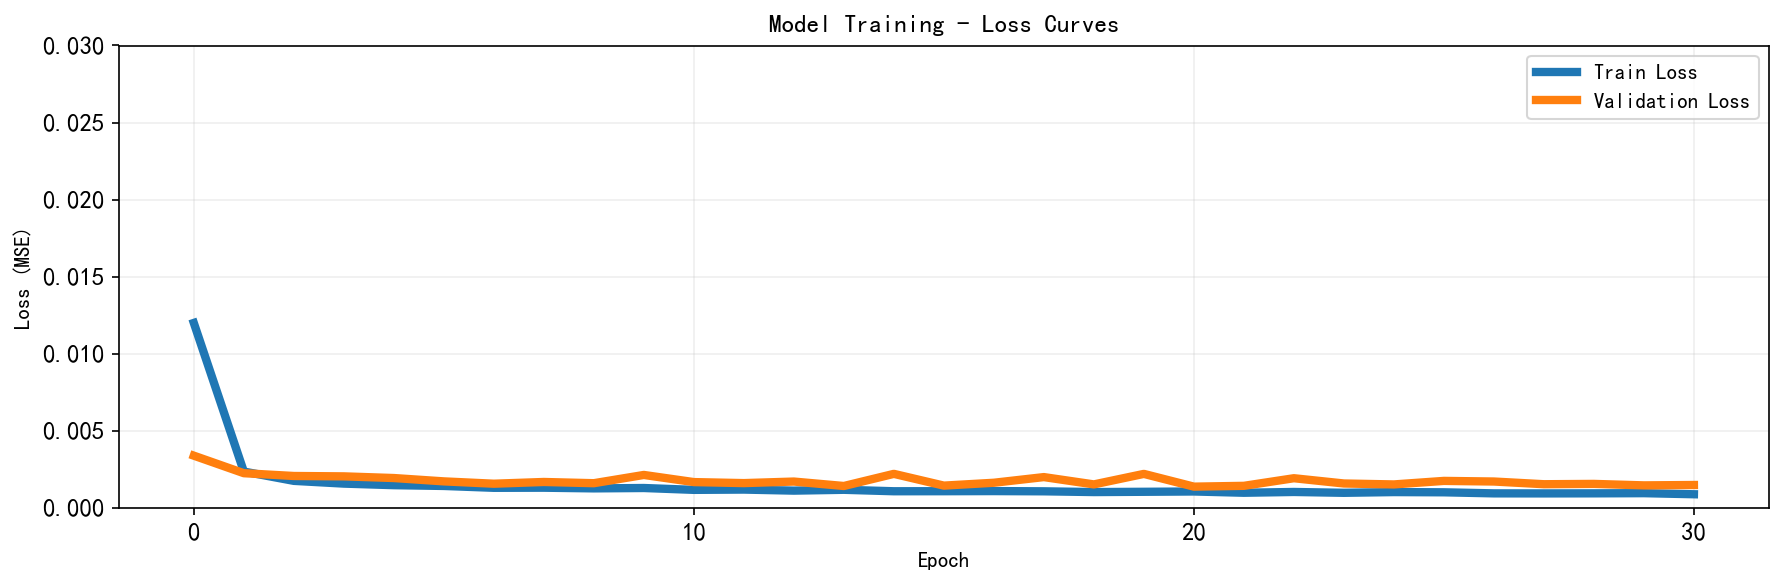 Model Training - Loss Curves
0.030
0.025
0.020
0.015
0.010
0.005
0.000
Loss (MSE)
0 10 20 30
Epoch
Train Loss
Validation Loss